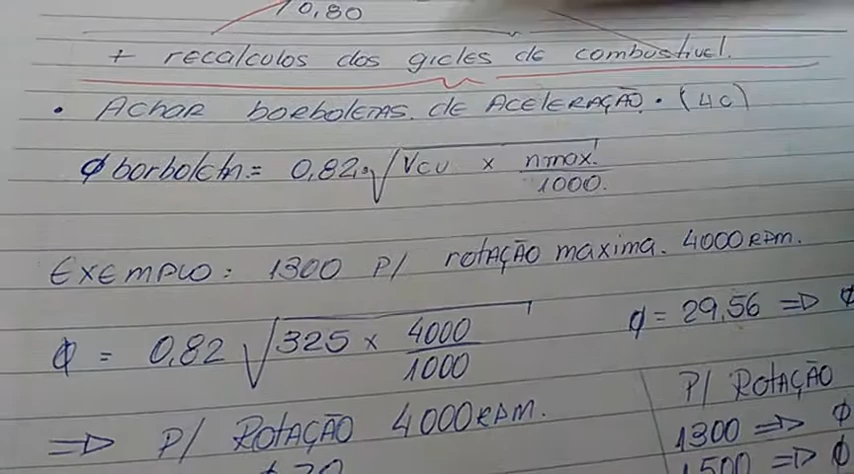 0,80
+ recalculos dos gicles de combustivel.
• AchAR borboletas de AceleRAÇÃO • (4c)
φ borboleta = 0,82.√Vcu x nmax. / 1000.
EXEMPLO: 1300 P/ rotAÇÃO maxima. 4000 RPM.
φ = 0,82 √325 x 4000 / 1000
φ = 29,56 => φ
=> P/ ROtAÇÃO 4000 RPM.
P/ ROtAÇÃO
1300 => φ
1500 => φ